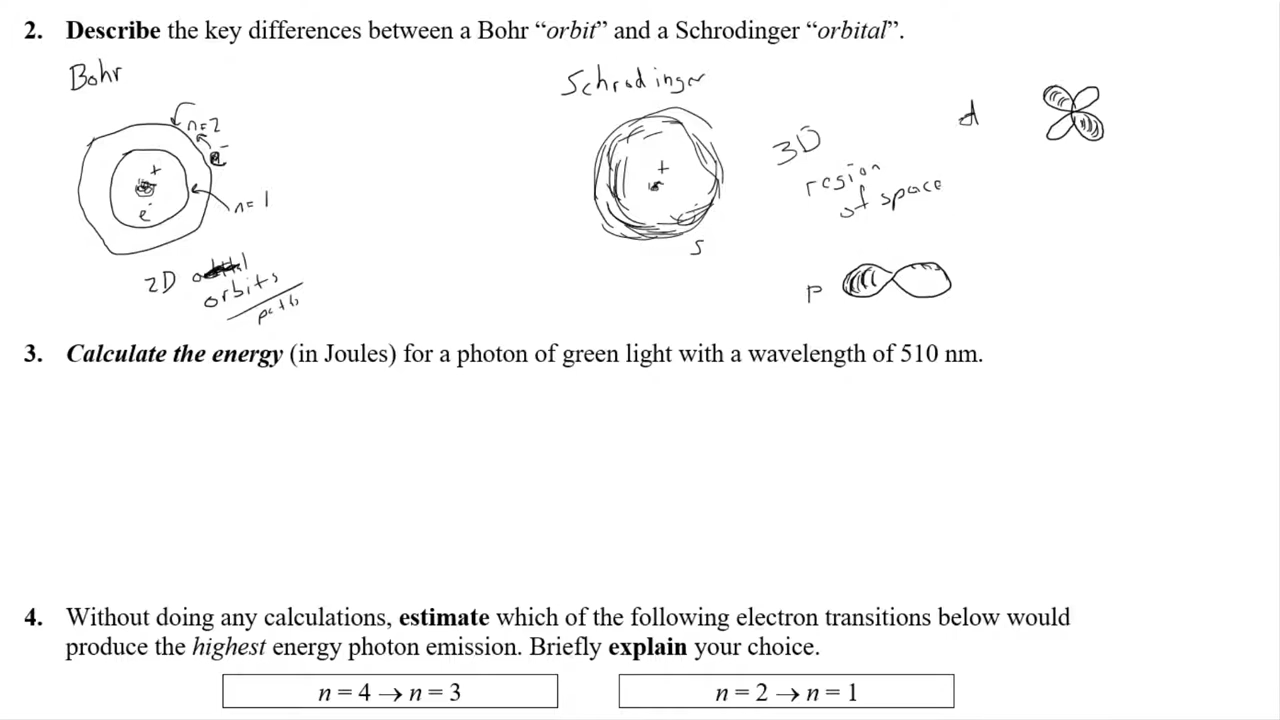 2. Describe the key differences between a Bohr “orbit” and a Schrodinger “orbital”.
Bohr
n=2
e-
+
e-
n=1
2D
orbits
path
Schrodinger
+
S
3D
region
of space
d
P
3. Calculate the energy (in Joules) for a photon of green light with a wavelength of 510 nm.
4. Without doing any calculations, estimate which of the following electron transitions below would
produce the highest energy photon emission. Briefly explain your choice.
n = 4 → n = 3
n = 2 → n = 1